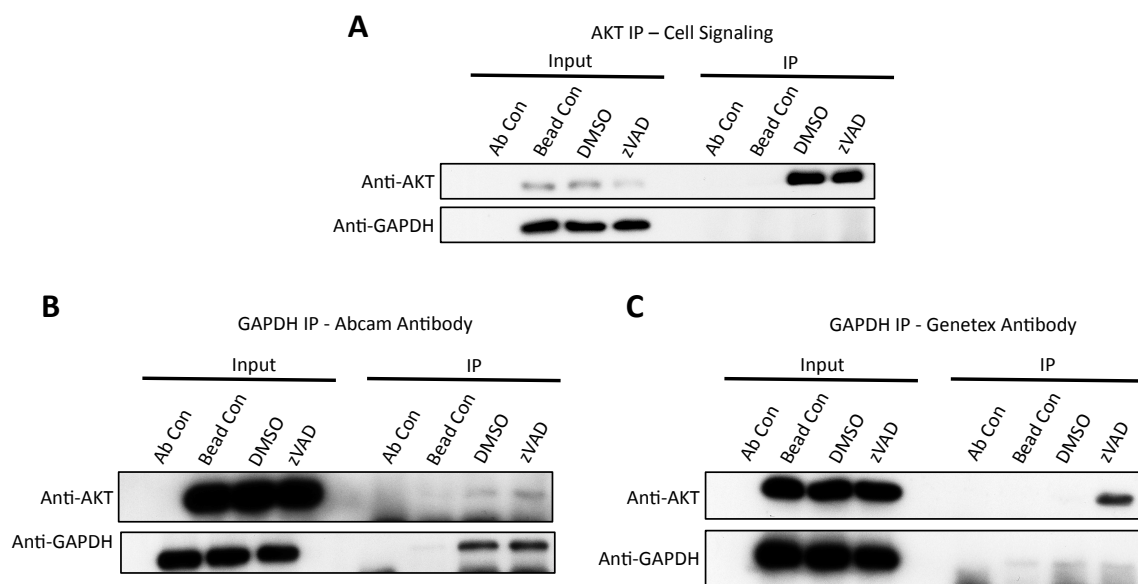 A
AKT IP – Cell Signaling
Input IP
Ab Con Bead Con DMSO zVAD Ab Con Bead Con DMSO zVAD
Anti-AKT
Anti-GAPDH
B
GAPDH IP - Abcam Antibody
Input IP
Ab Con Bead Con DMSO zVAD Ab Con Bead Con DMSO zVAD
Anti-AKT
Anti-GAPDH
C
GAPDH IP - Genetex Antibody
Input IP
Ab Con Bead Con DMSO zVAD Ab Con Bead Con DMSO zVAD
Anti-AKT
Anti-GAPDH